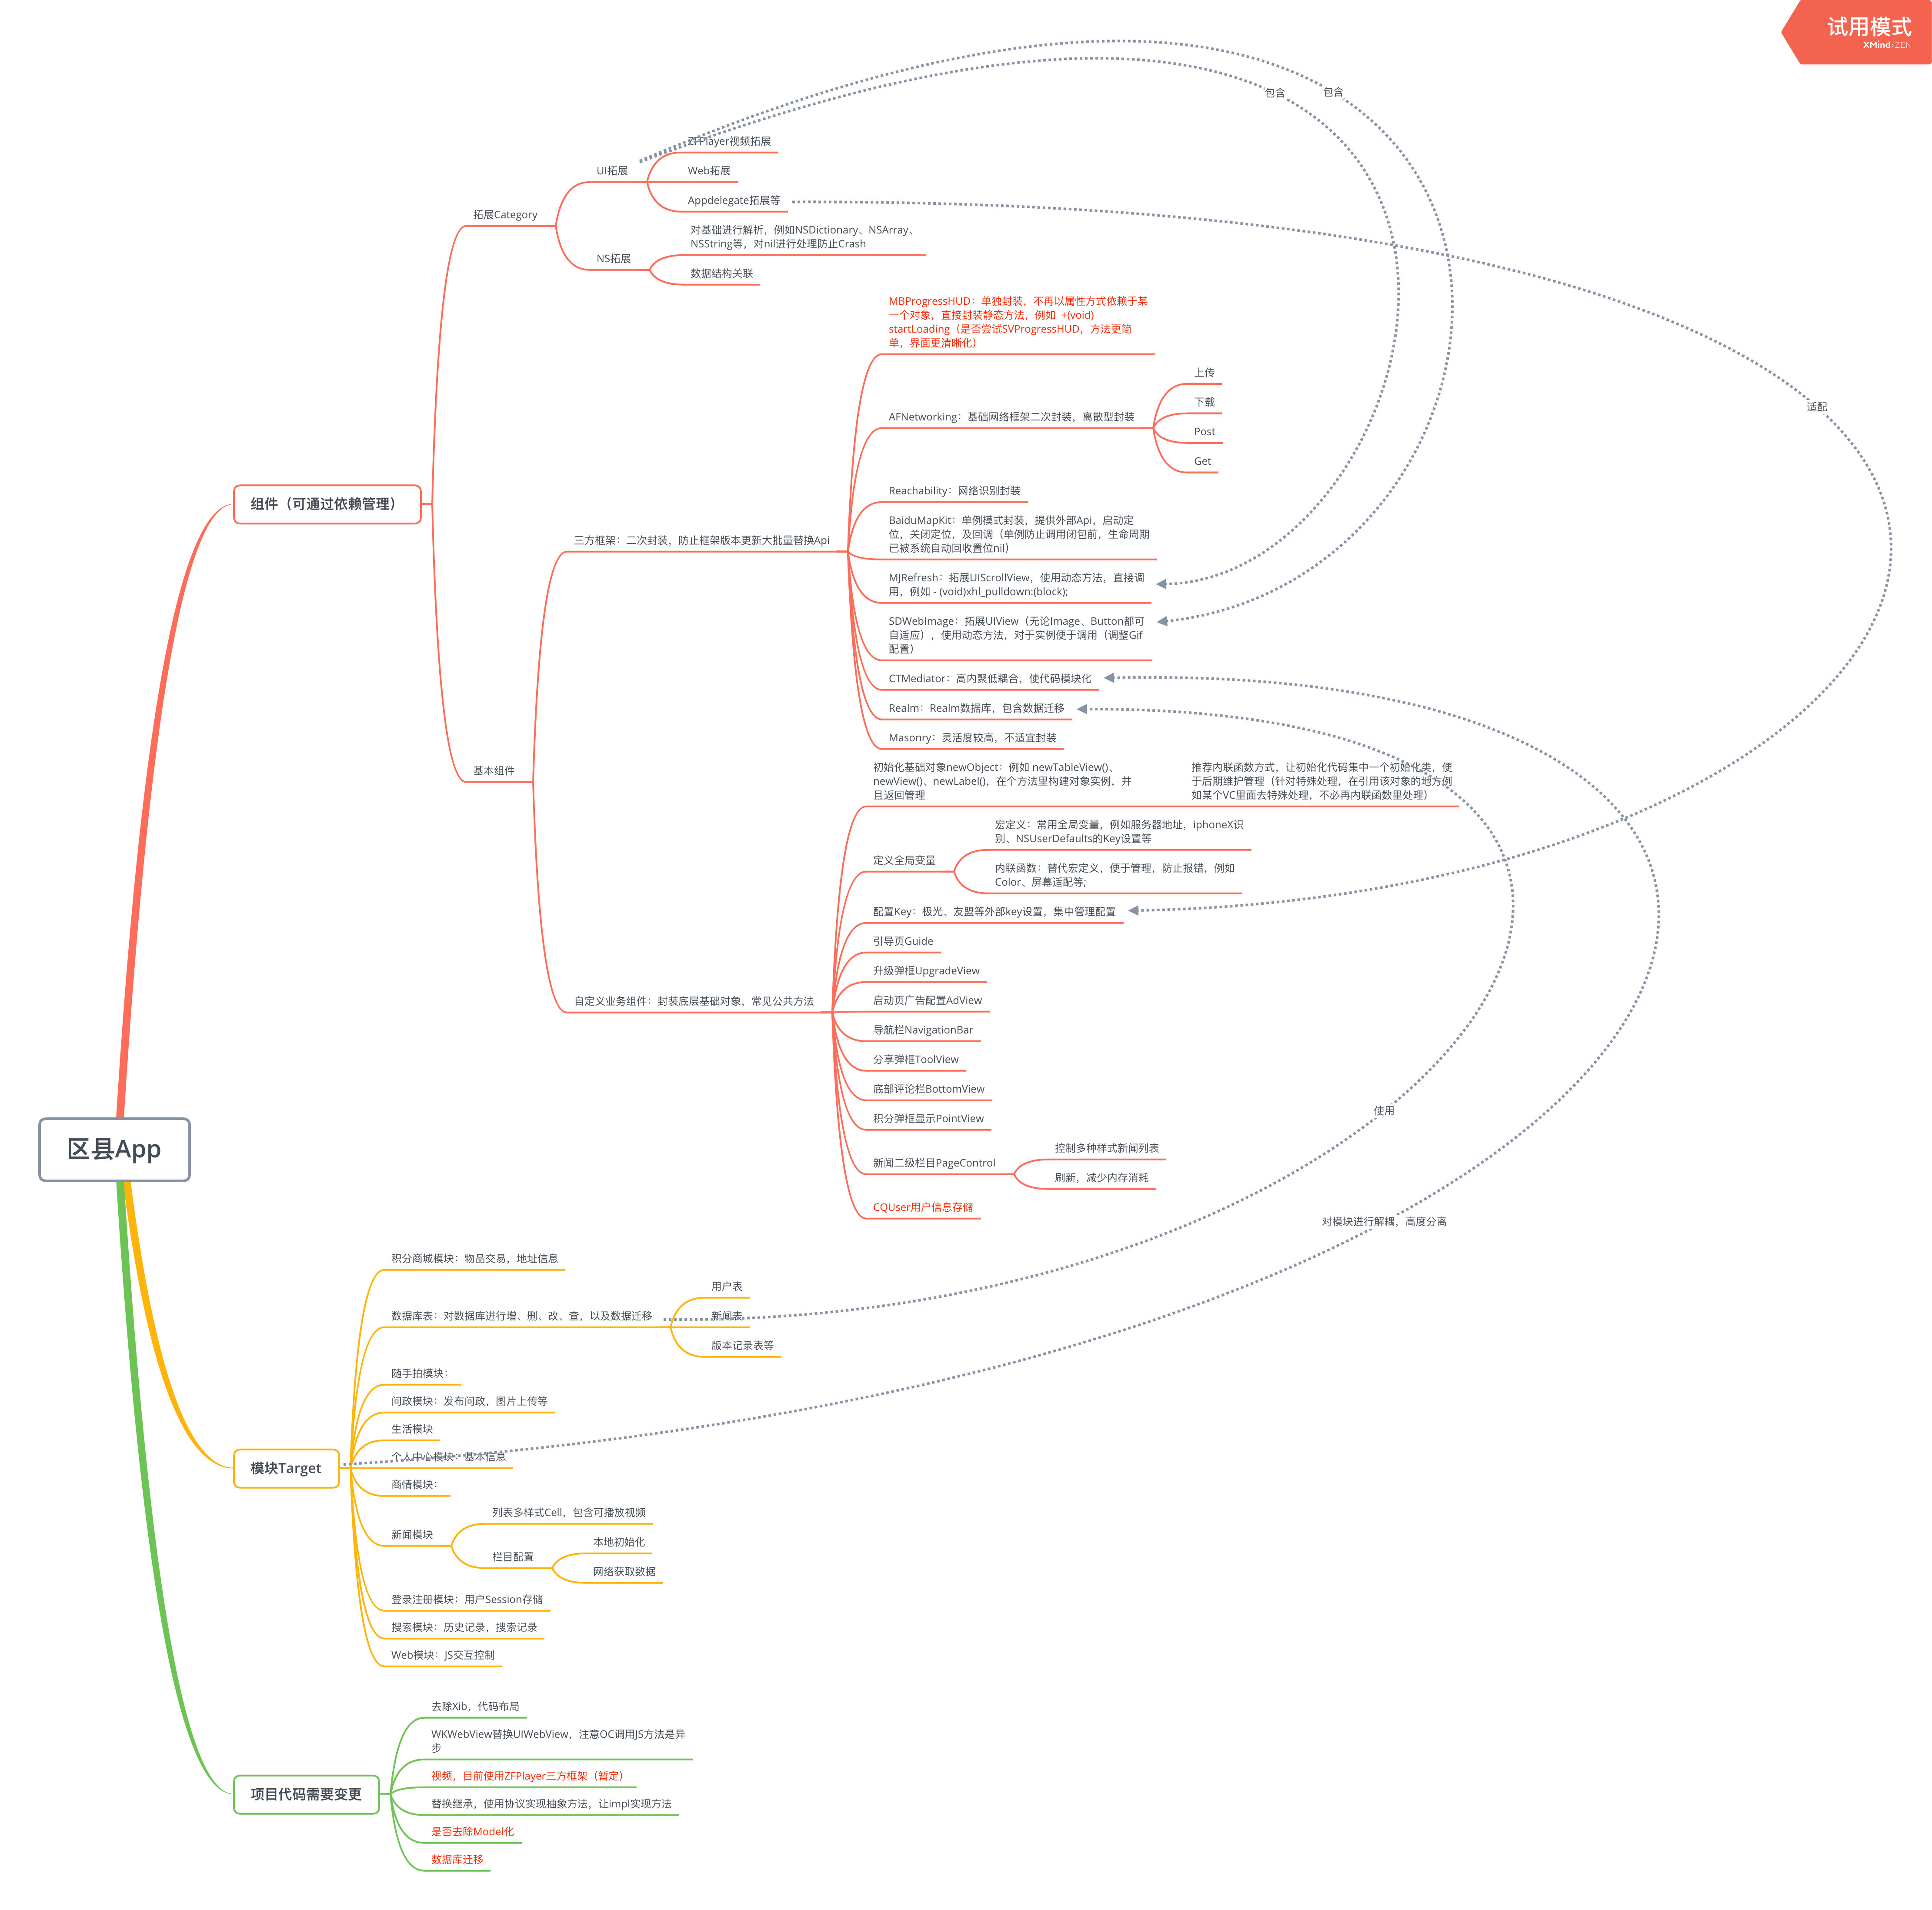 试用模式
XMind:ZEN
包含
包含
ZFPlayer视频拓展
UI拓展
Web拓展
Appdelegate拓展等
拓展Category
对基础进行解析，例如NSDictionary、NSArray、
NSString等，对nil进行处理防止Crash
NS拓展
数据结构关联
MBProgressHUD：单独封装，不再以属性方式依赖于某
一个对象，直接封装静态方法，例如 +(void)
startLoading（是否尝试SVProgressHUD，方法更简
单，界面更清晰化）
上传
下载
适配
AFNetworking：基础网络框架二次封装，离散型封装
Post
Get
Reachability：网络识别封装
组件（可通过依赖管理）
BaiduMapKit：单例模式封装，提供外部Api，启动定
位，关闭定位，及回调（单例防止调用闭包前，生命周期
已被系统自动回收置位nil）
三方框架：二次封装，防止框架版本更新大批量替换Api
MJRefresh：拓展UIScrollView，使用动态方法，直接调
用，例如 - (void)xhl_pulldown:(block);
SDWebImage：拓展UIView（无论Image、Button都可
自适应），使用动态方法，对于实例便于调用（调整Gif
配置）
CTMediator：高内聚低耦合，使代码模块化
Realm：Realm数据库，包含数据迁移
Masonry：灵活度较高，不适宜封装
基本组件
初始化基础对象newObject：例如 newTableView()、
newView()、newLabel()，在个方法里构建对象实例，并
且返回管理
推荐内联函数方式，让初始化代码集中一个初始化类，便
于后期维护管理（针对特殊处理，在引用该对象的地方例
如某个VC里面去特殊处理，不必再内联函数里处理）
宏定义：常用全局变量，例如服务器地址，iphoneX识
别、NSUserDefaults的Key设置等
定义全局变量
内联函数：替代宏定义，便于管理，防止报错，例如
Color、屏幕适配等;
配置Key：极光、友盟等外部key设置，集中管理配置
引导页Guide
升级弹框UpgradeView
自定义业务组件：封装底层基础对象，常见公共方法
启动页广告配置AdView
导航栏NavigationBar
分享弹框ToolView
底部评论栏BottomView
积分弹框显示PointView
使用
控制多种样式新闻列表
新闻二级栏目PageControl
刷新，减少内存消耗
CQUser用户信息存储
对模块进行解耦，高度分离
区县App
积分商城模块：物品交易，地址信息
用户表
数据库表：对数据库进行增、删、改、查，以及数据迁移
新闻表
版本记录表等
随手拍模块：
问政模块：发布问政，图片上传等
生活模块
个人中心模块：基本信息
模块Target
商情模块：
列表多样式Cell，包含可播放视频
新闻模块
本地初始化
栏目配置
网络获取数据
登录注册模块：用户Session存储
搜索模块：历史记录，搜索记录
Web模块：JS交互控制
去除Xib，代码布局
WKWebView替换UIWebView，注意OC调用JS方法是异
步
视频，目前使用ZFPlayer三方框架（暂定）
项目代码需要变更
替换继承，使用协议实现抽象方法，让impl实现方法
是否去除Model化
数据库迁移